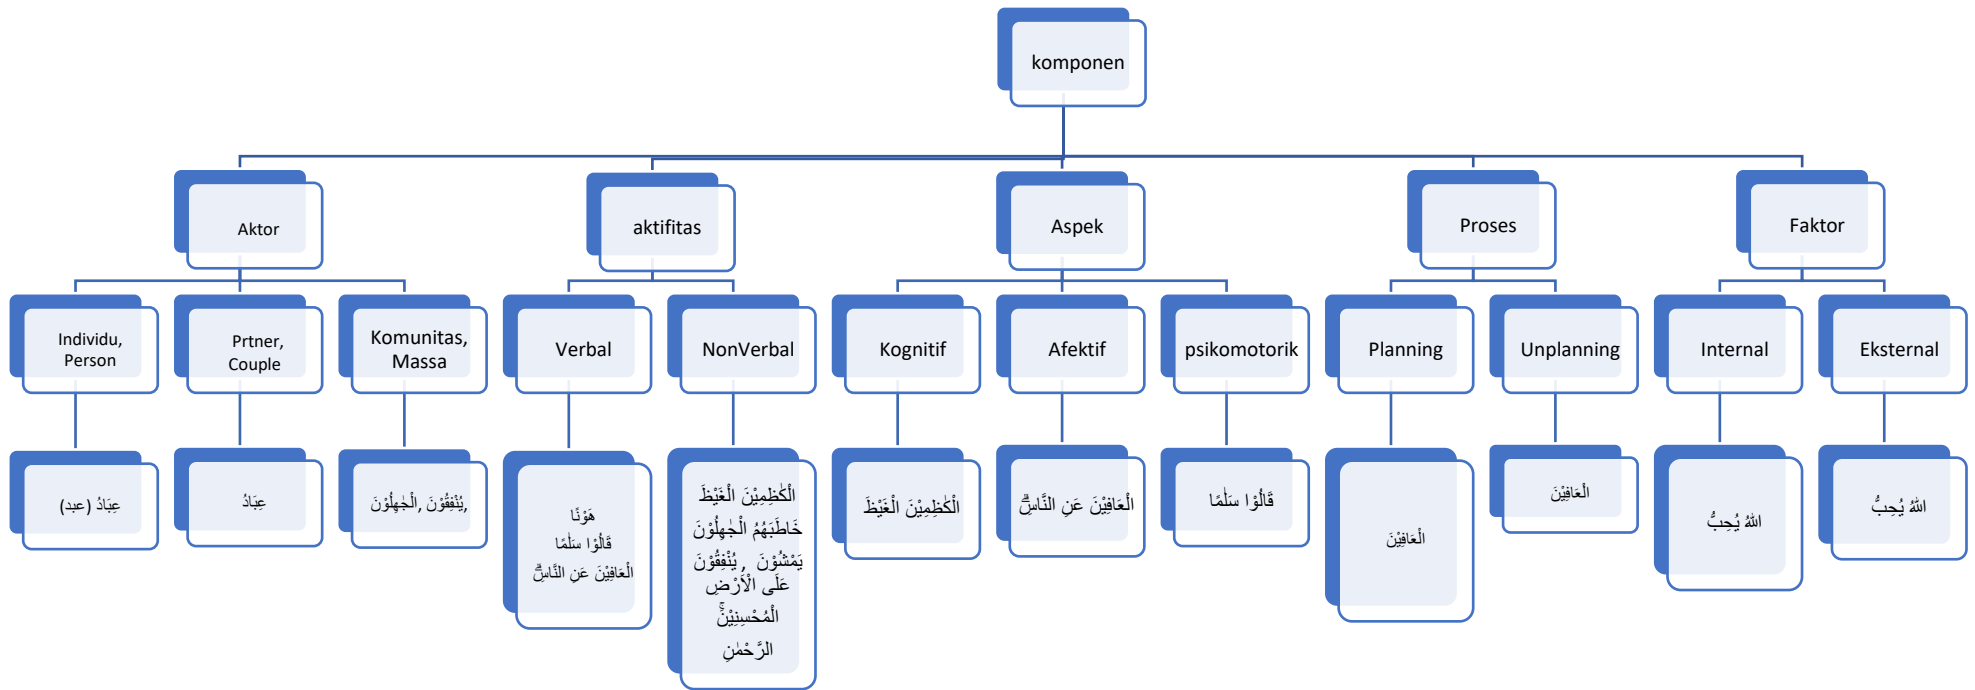 komponen
Aktor
aktifitas
Aspek
Proses
Faktor
Individu,
Person
Prtner,
Couple
Komunitas,
Massa
Verbal
NonVerbal
Kognitif
Afektif
psikomotorik
Planning
Unplanning
Internal
Eksternal
عِبَادُ (عبد)
عِبَادُ
يُنْفِقُوْنَ ,الْجٰهِلُوْنَ,
هَوْنًا
قَالُوْا سَلٰمًا
الْعَافِيْنَ عَنِ النَّاسِۗ
الْكٰظِمِيْنَ الْغَيْظَ
خَاطَبَهُمُ الْجٰهِلُوْنَ
يَمْشُوْنَ , يُنْفِقُوْنَ
عَلَى الْاَرْضِ
الْمُحْسِنِيْنَۚ
الرَّحْمٰنِ
الْكٰظِمِيْنَ الْغَيْظَ
الْعَافِيْنَ عَنِ النَّاسِۗ
قَالُوْا سَلٰمًا
الْعَافِيْنَ
الْعَافِيْنَ
اللهُ يُحِبُّ
اللهُ يُحِبُّ